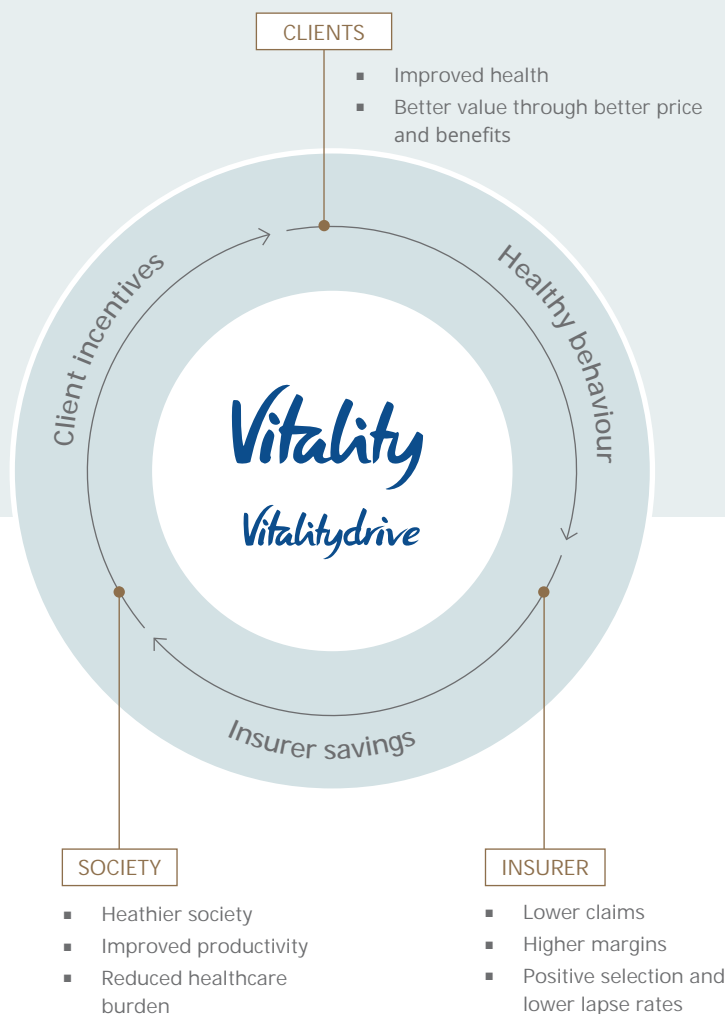 CLIENTS
▪ Improved health
▪ Better value through better price
and benefits
Client incentives
Healthy behaviour
Vitality
Vitalitydrive
Insurer savings
SOCIETY
▪ Heathier society
▪ Improved productivity
▪ Reduced healthcare
burden
INSURER
▪ Lower claims
▪ Higher margins
▪ Positive selection and
lower lapse rates